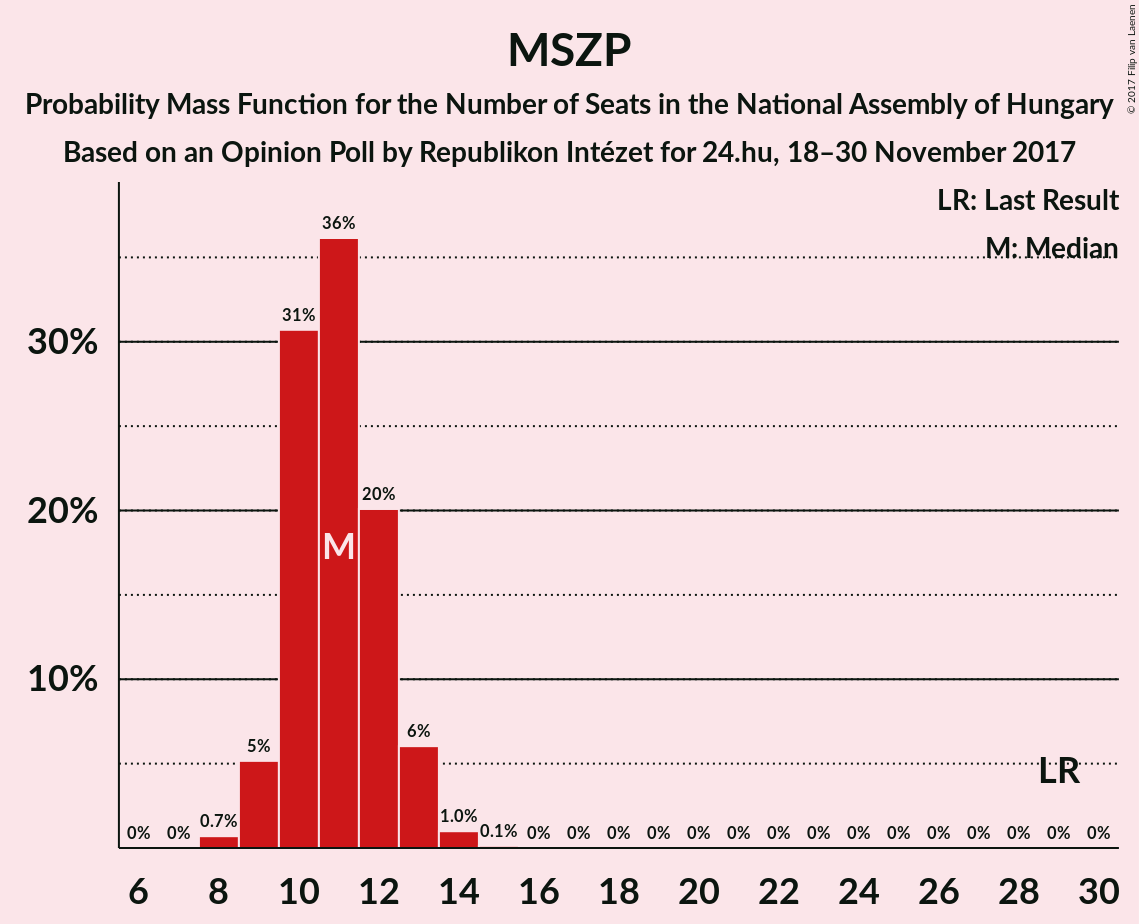 MSZP
Probability Mass Function for the Number of Seats in the National Assembly of Hungary
Based on an Opinion Poll by Republikon Intézet for 24.hu, 18–30 November 2017
© 2017 Filip van Laenen
LR: Last Result
M: Median
36%
31%
30%
20%
20%
M
10%
6%
5%
LR
0% 0% 0.7% 1.0% 0.1% 0% 0% 0% 0% 0% 0% 0% 0% 0% 0% 0% 0% 0% 0% 0%
6 8 10 12 14 16 18 20 22 24 26 28 30